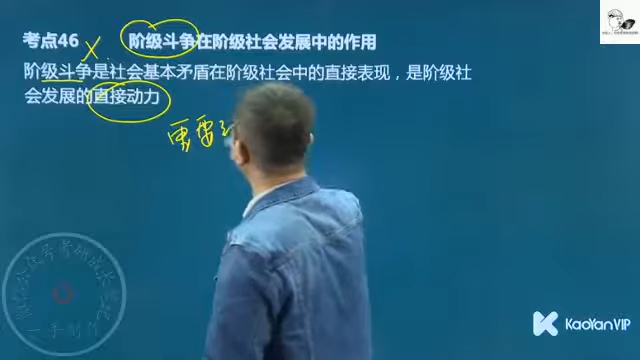 考点46 阶级斗争在阶级社会发展中的作用
阶级斗争是社会基本矛盾在阶级社会中的直接表现，是阶级社
会发展的直接动力
KaoYanVIP